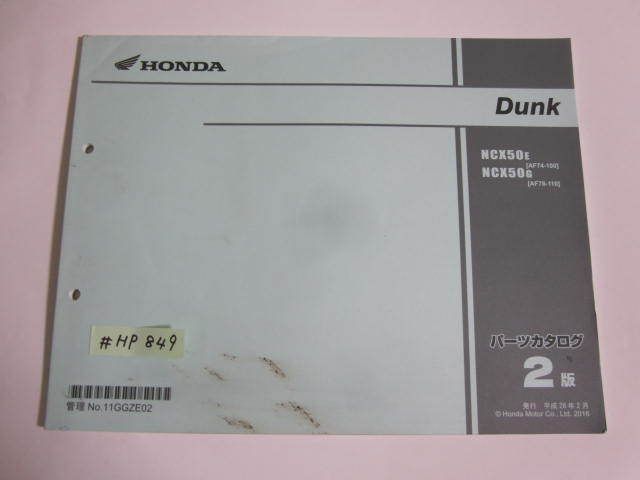 HONDA
Dunk
NCX50E
[AF74-100]
NCX50G
[AF78-110]
パーツカタログ
2版
発行 平成28年2月
© Honda Motor Co., Ltd. 2016
#HP 849
管理 No.11GGZE02